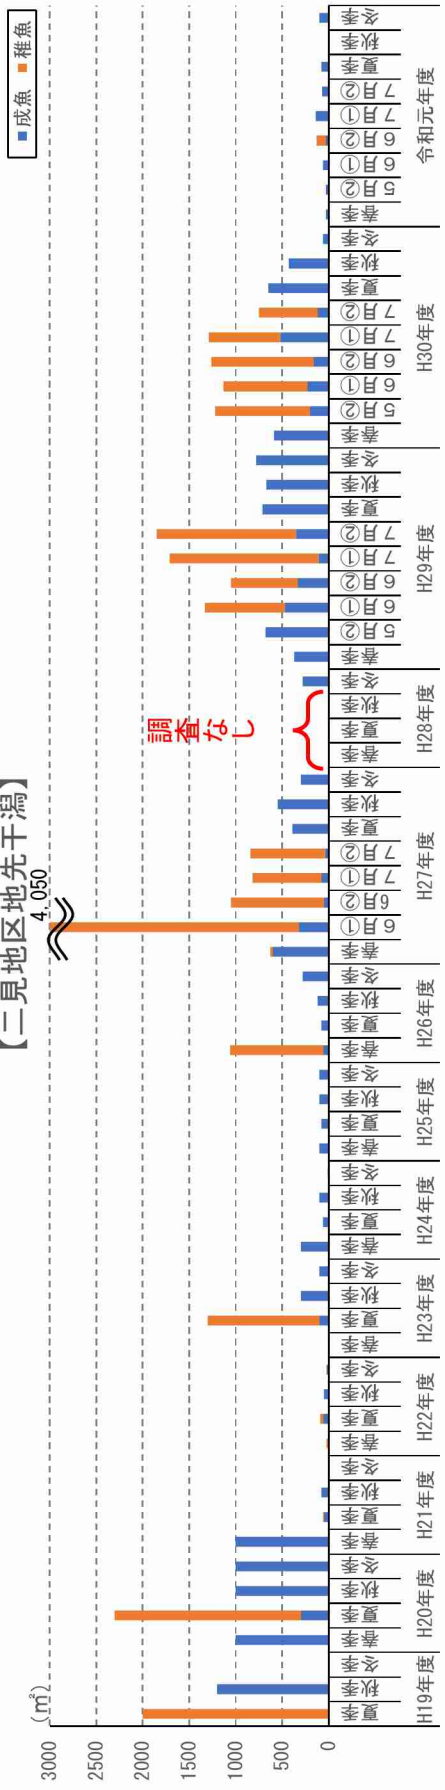 【二見地区地先干潟】
成魚 稚魚
(㎡)
3000
2500
2000
1500
1000
500
0
4,050
調査なし
夏季 秋季 冬季 春季 夏季 秋季 冬季 春季 夏季 秋季 冬季 春季 夏季 秋季 冬季 春季 夏季 秋季 冬季 春季 夏季 秋季 冬季 春季 夏季 秋季 冬季 春季 夏季 秋季 冬季 春季 6月① 6月② 7月① 7月② 夏季 秋季 冬季 春季 夏季 秋季 冬季 春季 5月② 6月① 6月② 7月① 7月② 夏季 秋季 冬季 春季 5月② 6月① 6月② 7月① 7月② 夏季 秋季 冬季 春季 5月② 6月① 6月② 7月① 7月② 夏季 秋季 冬季
H19年度 H20年度 H21年度 H22年度 H23年度 H24年度 H25年度 H26年度 H27年度 H28年度 H29年度 H30年度 令和元年度